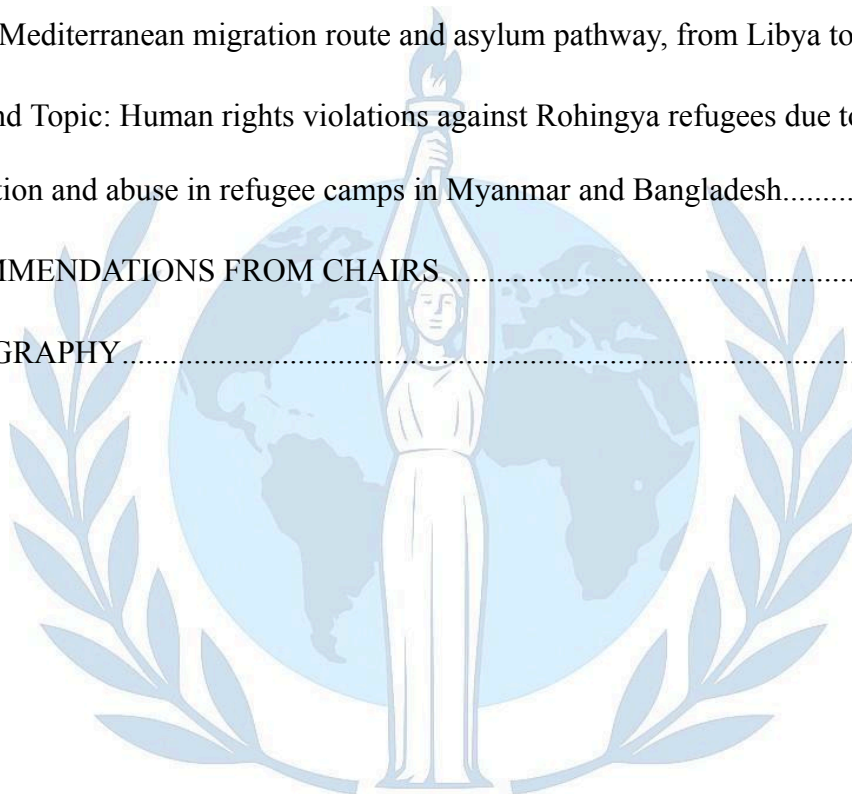 Mediterranean migration route and asylum pathway, from Libya to
nd Topic: Human rights violations against Rohingya refugees due to
tion and abuse in refugee camps in Myanmar and Bangladesh.........
MMENDATIONS FROM CHAIRS.......................................................
GRAPHY.................................................................................................